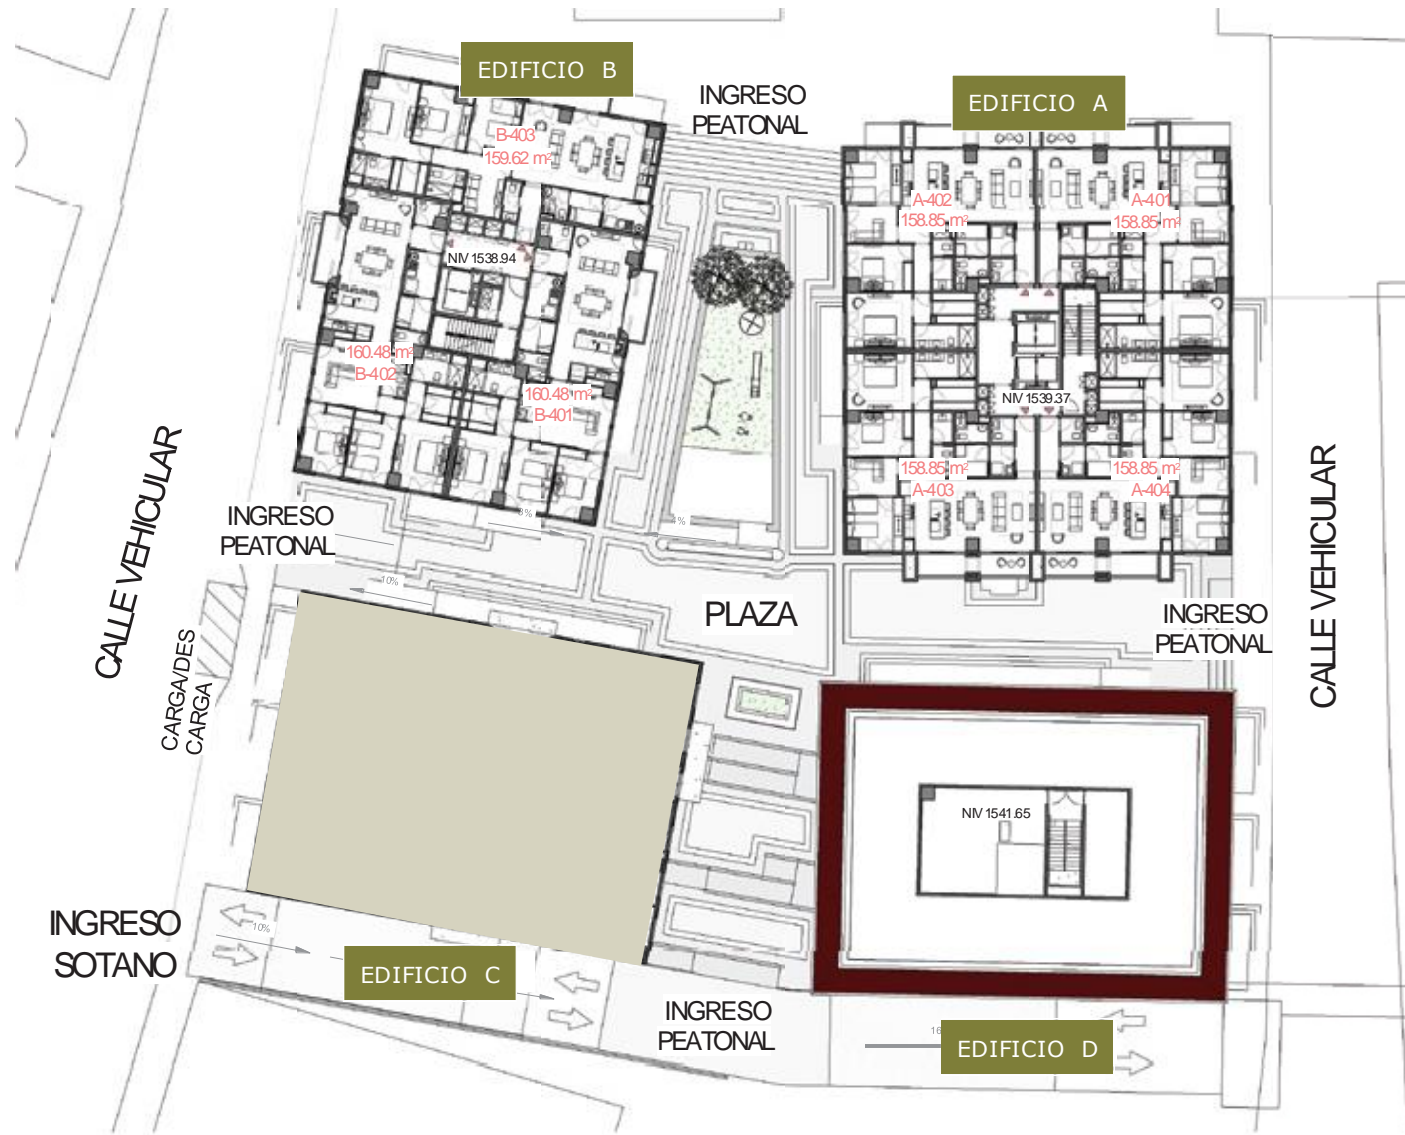 EDIFICIO B
INGRESO
PEATONAL
EDIFICIO A
B-403
159.62 m²
A-402
158.85 m²
A-401
158.85 m²
NIV 1538.94
160.48 m²
B-402
160.48 m²
B-401
NIV 1539.37
158.85 m²
A-403
158.85 m²
A-404
CALLE VEHICULAR
INGRESO
PEATONAL
8%
10%
PLAZA
INGRESO
PEATONAL
CALLE VEHICULAR
CARGA/DES
CARGA
NIV 1541.65
INGRESO
SOTANO
10%
EDIFICIO C
INGRESO
PEATONAL
EDIFICIO D